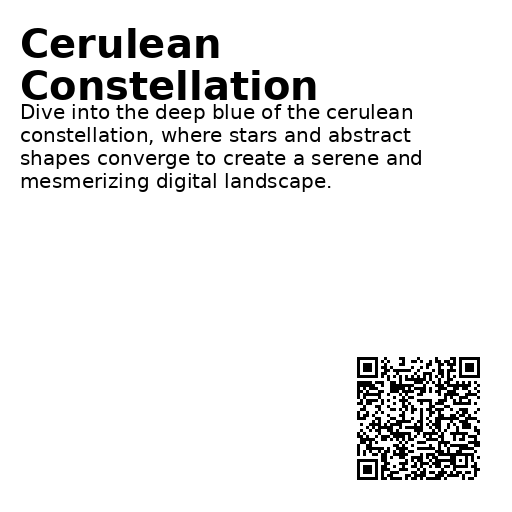 Cerulean
Constellation
Dive into the deep blue of the cerulean
constellation, where stars and abstract
shapes converge to create a serene and
mesmerizing digital landscape.